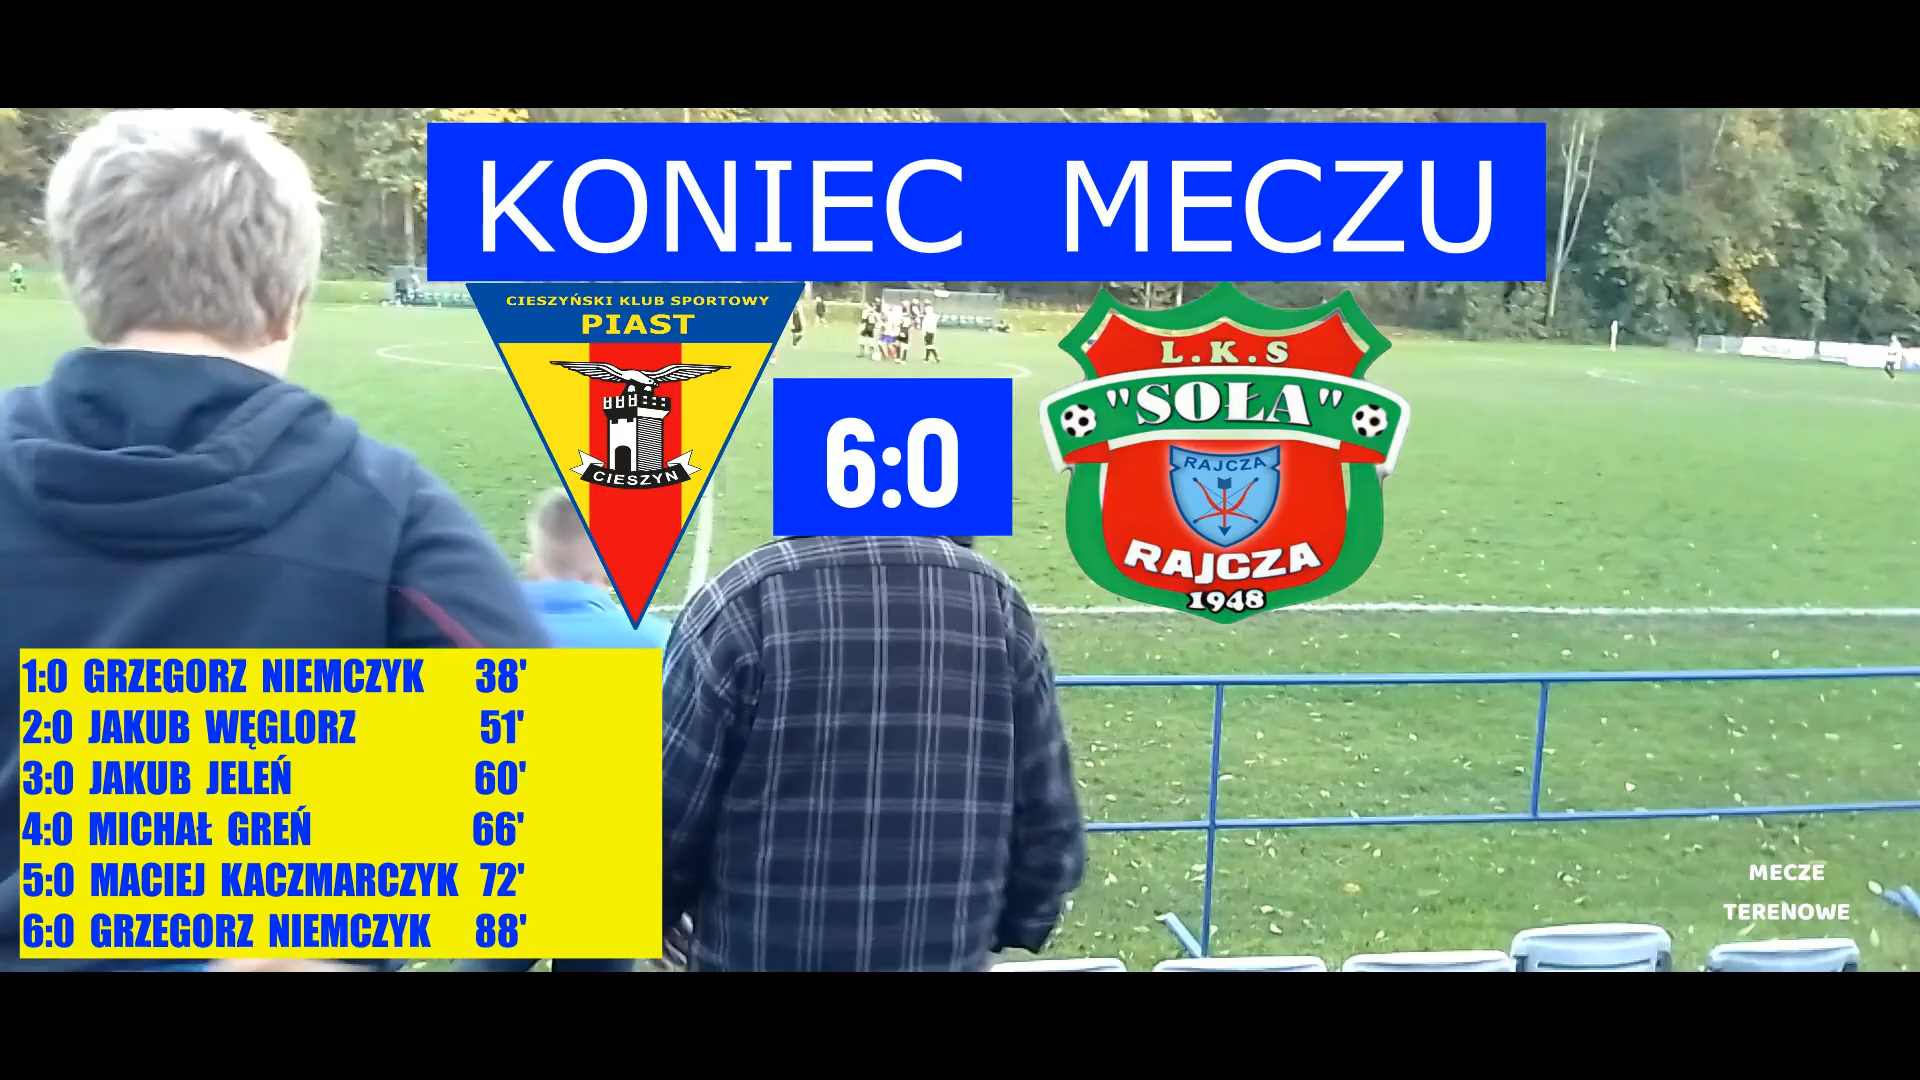 KONIEC MECZU
CIESZYŃSKI KLUB SPORTOWY
PIAST
CIESZYN
6:0
L.K.S
"SOŁA"
RAJCZA
RAJCZA
1948
1:0 GRZEGORZ NIEMCZYK 38'
2:0 JAKUB WĘGLORZ 51'
3:0 JAKUB JELEŃ 60'
4:0 MICHAŁ GREŃ 66'
5:0 MACIEJ KACZMARCZYK 72'
6:0 GRZEGORZ NIEMCZYK 88'
MECZE
TERENOWE